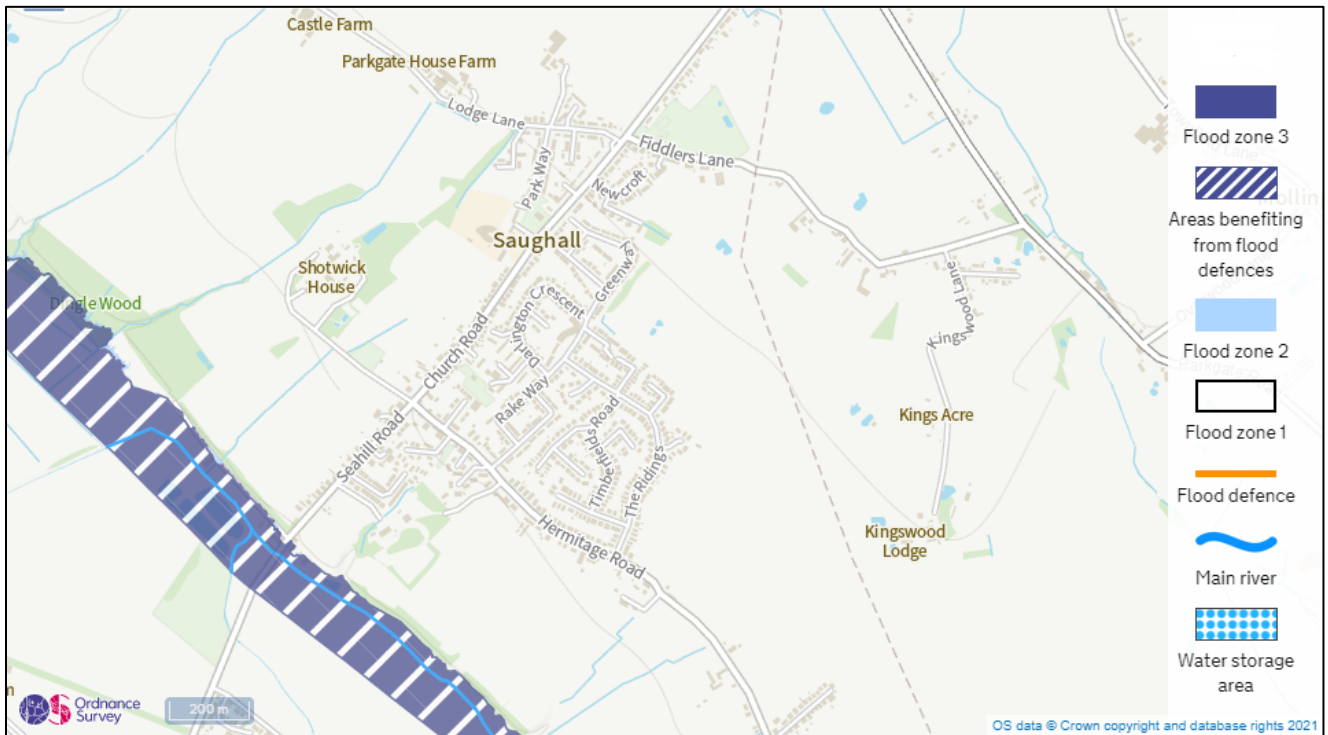 Castle Farm
Parkgate House Farm
Lodge Lane
Fiddlers Lane
Park Way
Newcroft
Saughall
Greenway
Shotwick
House
Dingle Wood
Darlington Crescent
Church Road
Rake Way
Seahill Road
Timberfields Road
The Ridings
Hermitage Road
Kings Acre
Kingswood Lane
Kingswood
Lodge
Flood zone 3
Areas benefiting
from flood
defences
Mollin
Flood zone 2
Parkgate
Flood zone 1
Flood defence
Main river
Water storage
area
Ordnance
Survey
200 m
OS data © Crown copyright and database rights 2021